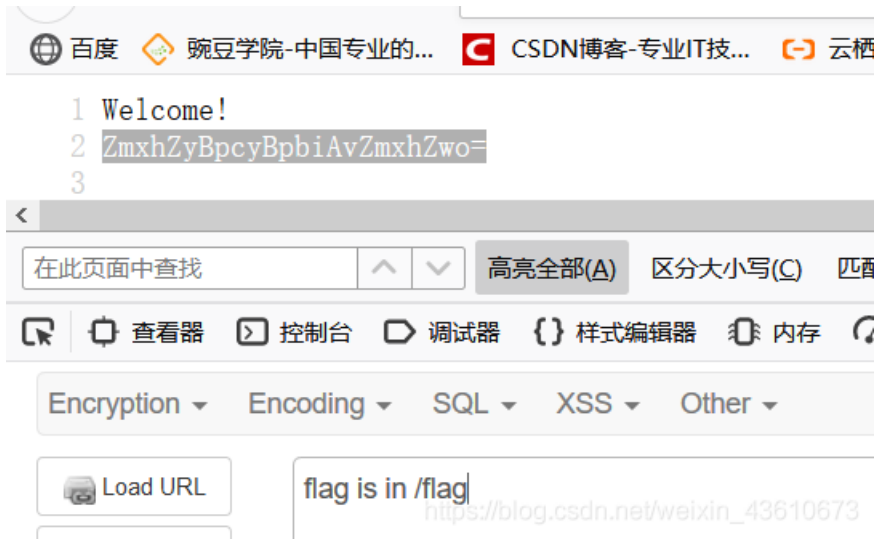 百度 豌豆学院-中国专业的... CSDN博客-专业IT技... 云栖
1 Welcome!
2 ZmxhZyBpcyBpbiAvZmxhZwo=
3
在此页面中查找 高亮全部(A) 区分大小写(C) 匹配
查看器 控制台 调试器 {} 样式编辑器 内存
Encryption Encoding SQL XSS Other
Load URL flag is in /flag
https://blog.csdn.net/weixin_43610673